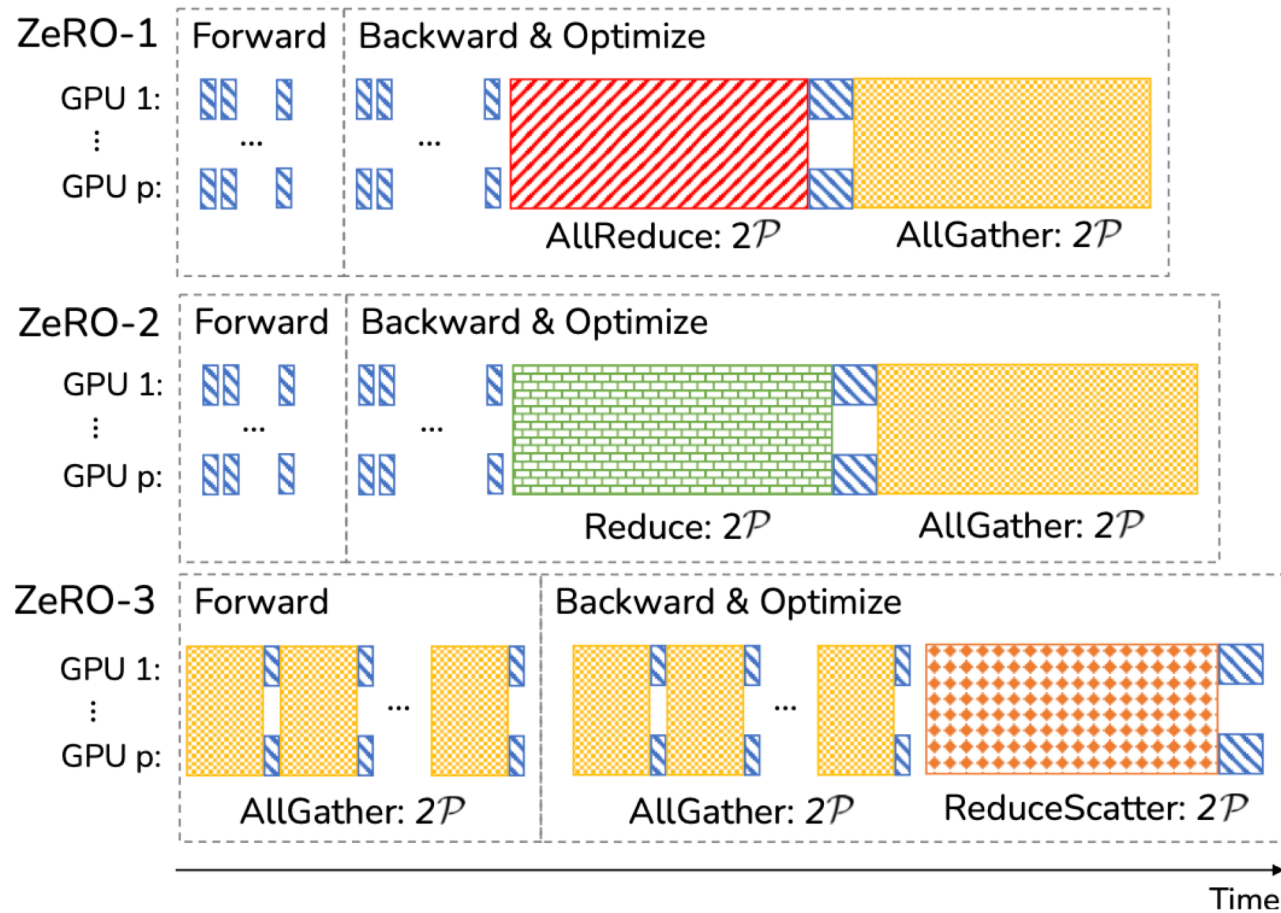 ZeRO-1 Forward Backward & Optimize
GPU 1:
⋮ ... ...
GPU p:
AllReduce: 2𝒫 AllGather: 2𝒫
ZeRO-2 Forward Backward & Optimize
GPU 1:
⋮ ... ...
GPU p:
Reduce: 2𝒫 AllGather: 2𝒫
ZeRO-3 Forward Backward & Optimize
GPU 1:
⋮ ... ...
GPU p:
AllGather: 2𝒫 AllGather: 2𝒫 ReduceScatter: 2𝒫
Time